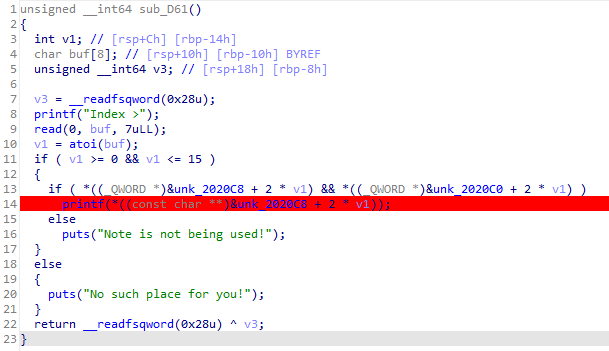 1 unsigned __int64 sub_D61()
2 {
3 int v1; // [rsp+Ch] [rbp-14h]
4 char buf[8]; // [rsp+10h] [rbp-10h] BYREF
5 unsigned __int64 v3; // [rsp+18h] [rbp-8h]
6
7 v3 = __readfsqword(0x28u);
8 printf("Index >");
9 read(0, buf, 7uLL);
10 v1 = atoi(buf);
11 if ( v1 >= 0 && v1 <= 15 )
12 {
13 if ( *((_QWORD *)&unk_2020C8 + 2 * v1) && *((_QWORD *)&unk_2020C0 + 2 * v1) )
14 printf(*((const char **)&unk_2020C8 + 2 * v1));
15 else
16 puts("Note is not being used!");
17 }
18 else
19 {
20 puts("No such place for you!");
21 }
22 return __readfsqword(0x28u) ^ v3;
23 }